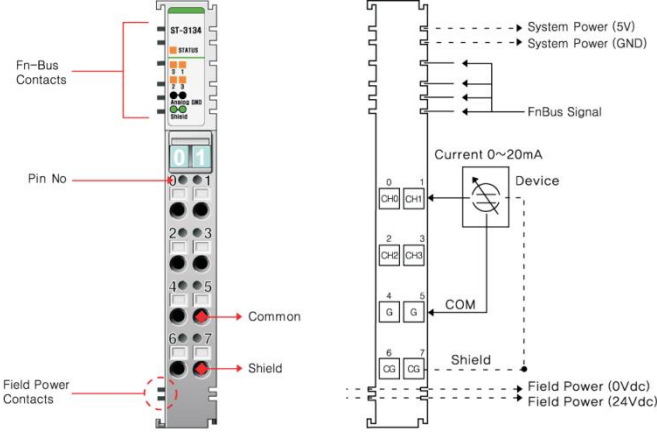 ST-3134
STATUS
0 1
2 3
Analog GND
Shield
Fn-Bus
Contacts
01
Pin No
0 1
2 3
4 5
Common
6 7
Shield
Field Power
Contacts
System Power (5V)
System Power (GND)
FnBus Signal
Current 0~20mA
Device
0 1
CH0 CH1
2 3
CH2 CH3
4 5
G G
COM
6 7
CG CG
Shield
Field Power (0Vdc)
Field Power (24Vdc)